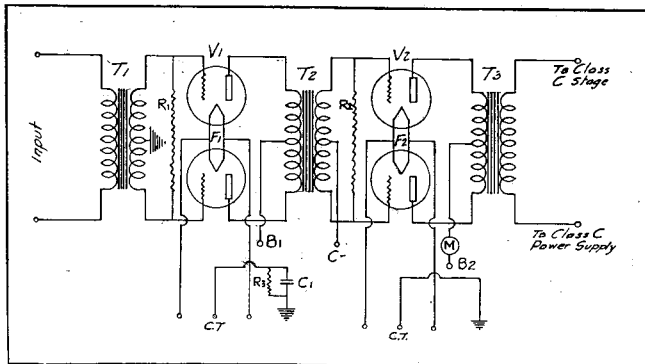 Input
T1
R1
V1
F1
T2
B1
R3
C1
C.T
C-
R2
V2
F2
T3
M
B2
C.T.
To Class
C Stage
To Class C
Power Supply